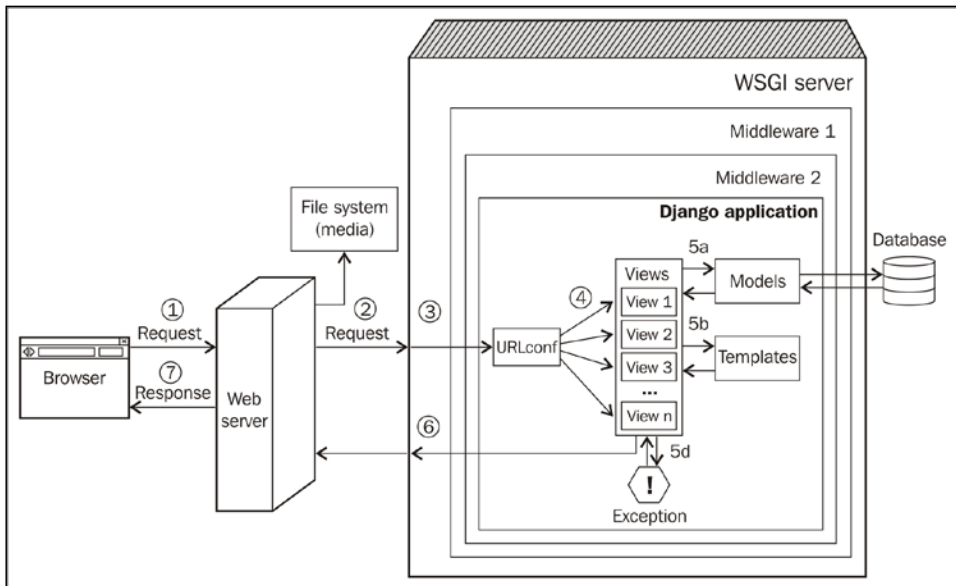 WSGI server
Middleware 1
Middleware 2
Django application
File system
(media)
Database
5a
Views
Models
①
Request
②
Request
③
④
View 1
URLconf
View 2
5b
Templates
View 3
Browser
⑦
Response
Web
server
...
View n
⑥
5d
!
Exception